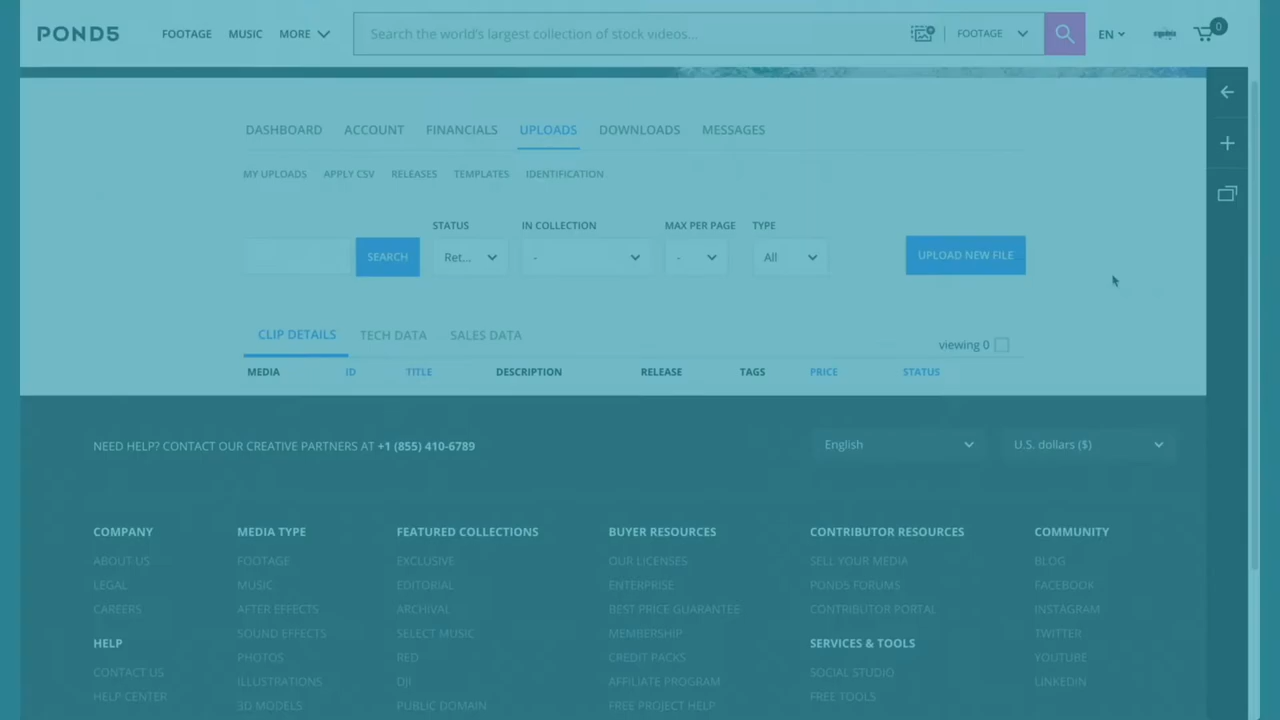 POND5 FOOTAGE MUSIC MORE Search the world's largest collection of stock videos... FOOTAGE EN 0
DASHBOARD ACCOUNT FINANCIALS UPLOADS DOWNLOADS MESSAGES
MY UPLOADS APPLY CSV RELEASES TEMPLATES IDENTIFICATION
STATUS IN COLLECTION MAX PER PAGE TYPE
SEARCH Ret... - - All UPLOAD NEW FILE
CLIP DETAILS TECH DATA SALES DATA viewing 0
MEDIA ID TITLE DESCRIPTION RELEASE TAGS PRICE STATUS
NEED HELP? CONTACT OUR CREATIVE PARTNERS AT +1 (855) 410-6789 English U.S. dollars ($)
COMPANY MEDIA TYPE FEATURED COLLECTIONS BUYER RESOURCES CONTRIBUTOR RESOURCES COMMUNITY
ABOUT US FOOTAGE EXCLUSIVE OUR LICENSES SELL YOUR MEDIA BLOG
LEGAL MUSIC EDITORIAL ENTERPRISE POND5 FORUMS FACEBOOK
CAREERS AFTER EFFECTS ARCHIVAL BEST PRICE GUARANTEE CONTRIBUTOR PORTAL INSTAGRAM
HELP SOUND EFFECTS SELECT MUSIC MEMBERSHIP SERVICES & TOOLS TWITTER
PHOTOS RED CREDIT PACKS YOUTUBE
CONTACT US ILLUSTRATIONS DJI AFFILIATE PROGRAM SOCIAL STUDIO LINKEDIN
HELP CENTER 3D MODELS PUBLIC DOMAIN FREE PROJECT HELP FREE TOOLS